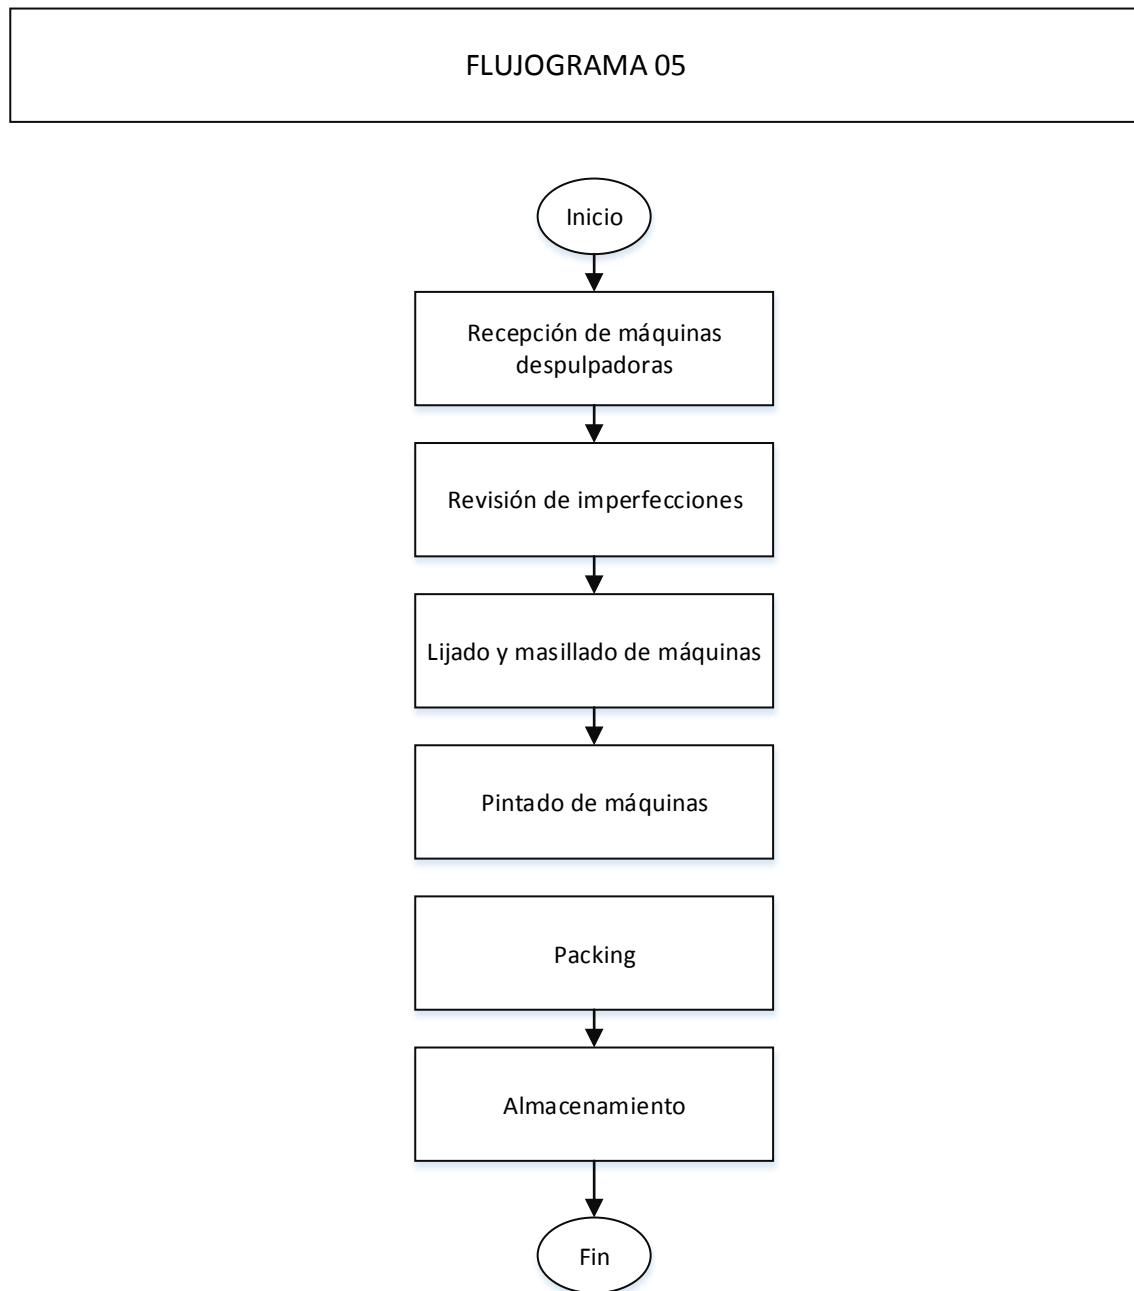 FLUJOGRAMA 05
Inicio
Recepción de máquinas
despulpadoras
Revisión de imperfecciones
Lijado y masillado de máquinas
Pintado de máquinas
Packing
Almacenamiento
Fin